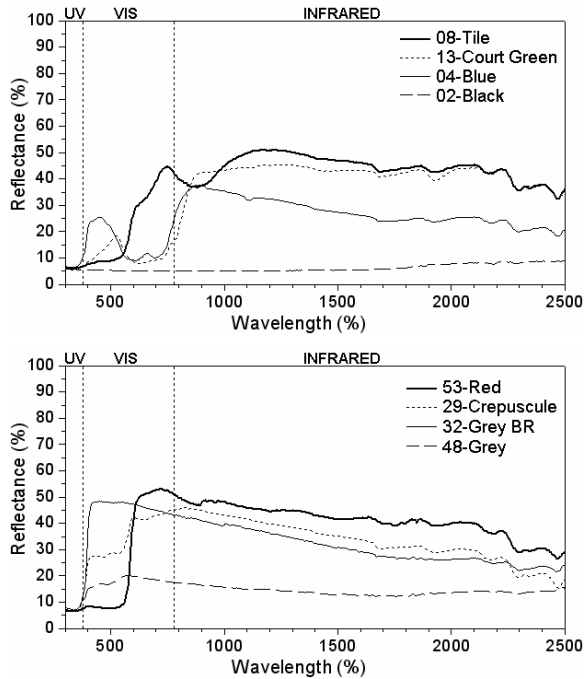 UV VIS INFRARED
100
90
80
70
60
50
40
30
20
10
0
Reflectance (%)
08-Tile
13-Court Green
04-Blue
02-Black
500 1000 1500 2000 2500
Wavelength (%)
UV VIS INFRARED
100
90
80
70
60
50
40
30
20
10
0
Reflectance (%)
53-Red
29-Crepuscule
32-Grey BR
48-Grey
500 1000 1500 2000 2500
Wavelength (%)